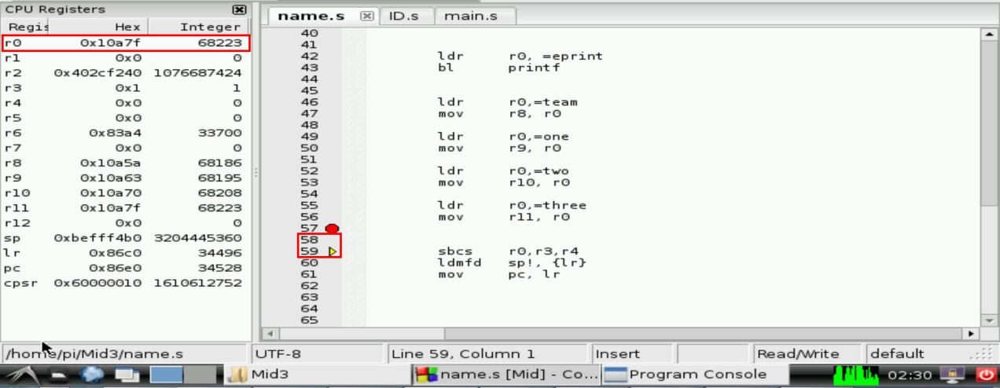 CPU Registers
Regis Hex Integer
r0 0x10a7f 68223
r1 0x0 0
r2 0x402cf240 1076687424
r3 0x1 1
r4 0x0 0
r5 0x0 0
r6 0x83a4 33700
r7 0x0 0
r8 0x10a5a 68186
r9 0x10a63 68195
r10 0x10a70 68208
r11 0x10a7f 68223
r12 0x0 0
sp 0xbefff4b0 3204445360
lr 0x86c0 34496
pc 0x86e0 34528
cpsr 0x60000010 1610612752
name.s ID.s main.s
40
41
42 ldr r0, =eprint
43 bl printf
44
45
46 ldr r0,=team
47 mov r8, r0
48
49 ldr r0,=one
50 mov r9, r0
51
52 ldr r0,=two
53 mov r10, r0
54
55 ldr r0,=three
56 mov r11, r0
57
58
59 sbcs r0,r3,r4
60 ldmfd sp!, {lr}
61 mov pc, lr
62
63
64
65
/home/pi/Mid3/name.s UTF-8 Line 59, Column 1 Insert Read/Write default
Mid3 name.s [Mid] - Co... Program Console 02:30